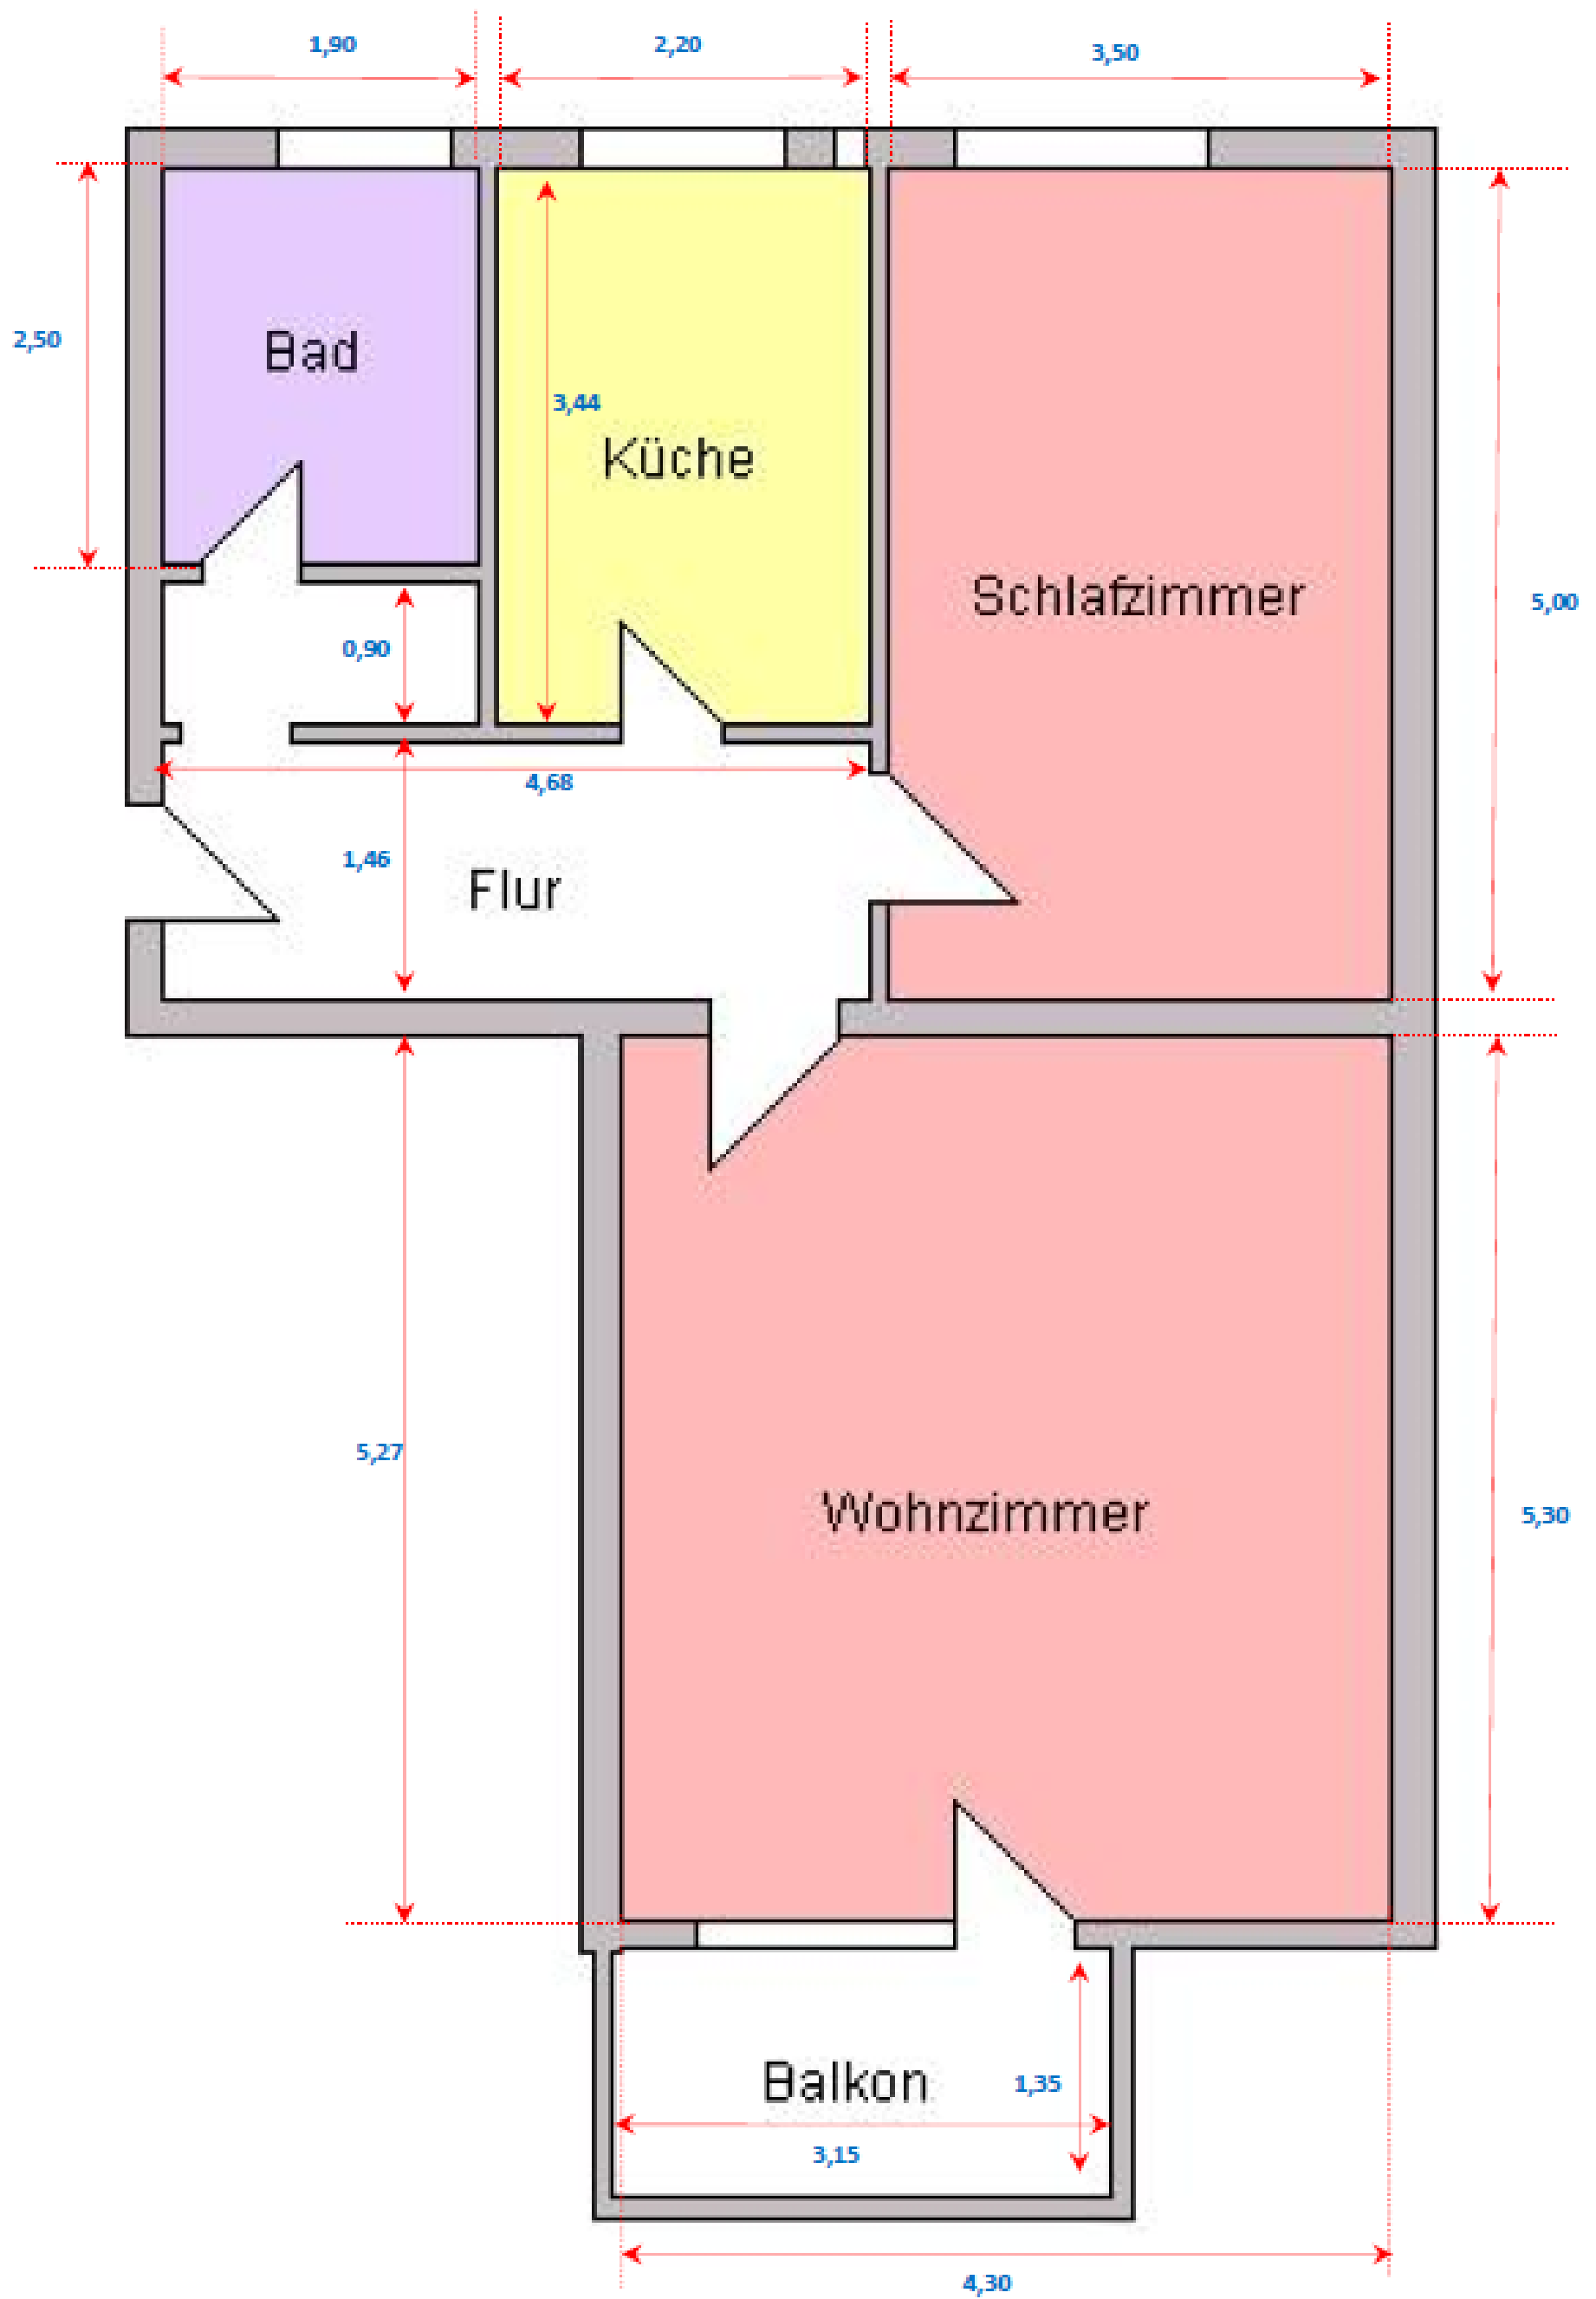 1,90
2,20
3,50
2,50
Bad
3,44
Küche
Schlafzimmer
5,00
0,90
4,68
1,46
Flur
5,27
Wohnzimmer
5,30
Balkon
1,35
3,15
4,30